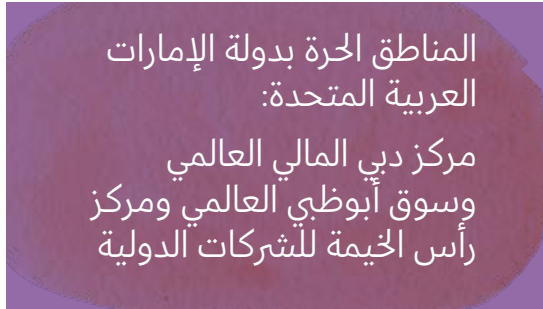 المناطق الحرة بدولة الإمارات
العربية المتحدة:
مركز دبي المالي العالمي
وسوق أبوظبي العالمي ومركز
رأس الخيمة للشركات الدولية